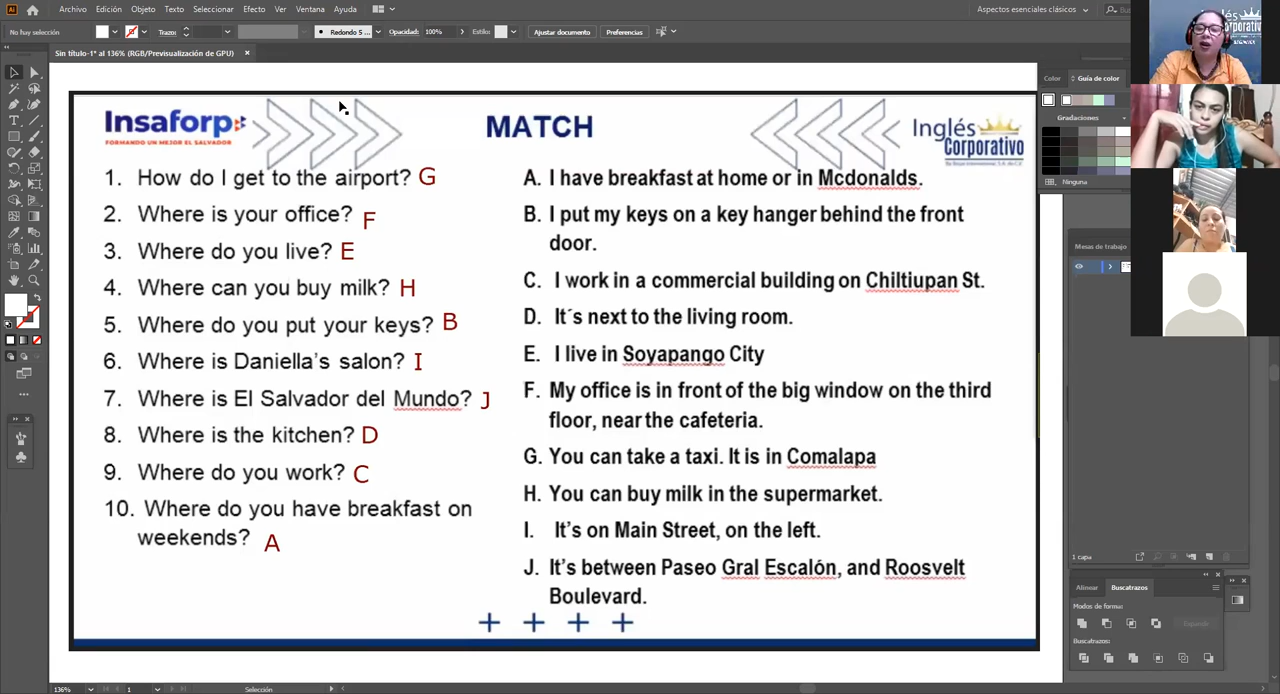 Archivo Edición Objeto Texto Seleccionar Efecto Ver Ventana Ayuda
Aspectos esenciales clásicos
No hay selección
Trazo:
Redondo 5 ...
Opacidad: 100%
Estilo:
Ajustar documento
Preferencias
Sin título-1* al 136% (RGB/Previsualización de GPU)
Insaforp
FORMANDO UN MEJOR EL SALVADOR
MATCH
Inglés
Corporativo
1. How do I get to the airport? G
2. Where is your office? F
3. Where do you live? E
4. Where can you buy milk? H
5. Where do you put your keys? B
6. Where is Daniella's salon? I
7. Where is El Salvador del Mundo? J
8. Where is the kitchen? D
9. Where do you work? C
10. Where do you have breakfast on
weekends? A
A. I have breakfast at home or in Mcdonalds.
B. I put my keys on a key hanger behind the front
door.
C. I work in a commercial building on Chiltiupan St.
D. It´s next to the living room.
E. I live in Soyapango City
F. My office is in front of the big window on the third
floor, near the cafeteria.
G. You can take a taxi. It is in Comalapa
H. You can buy milk in the supermarket.
I. It's on Main Street, on the left.
J. It's between Paseo Gral Escalón, and Roosvelt
Boulevard.
+ + + +
Color
Guía de color
Gradaciones
Ninguna
Mesas de trabajo
1 capa
Alinear
Buscatrazos
Modos de forma:
Expandir
Buscatrazos:
136%
1
Selección